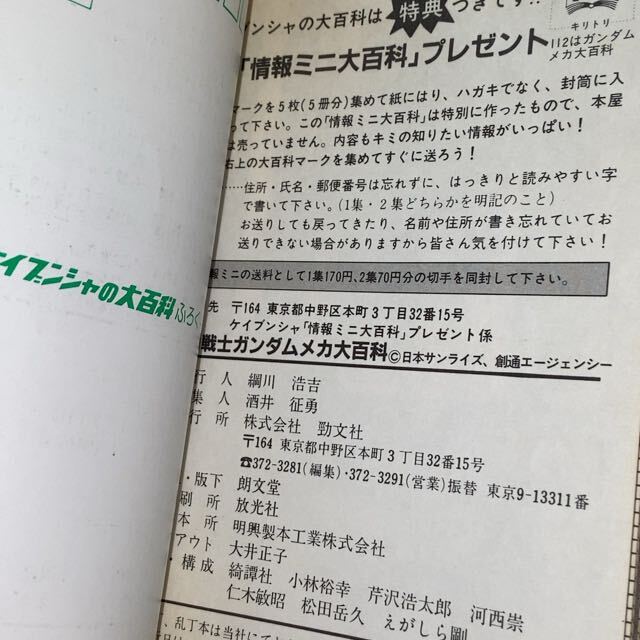 ケイブンシャの大百科 ふろく
イブンシャの大百科は 特典 つきです!!
「情報ミニ大百科」プレゼント
キリトリ
112はガンダム
メカ大百科
マークを5枚(5冊分)集めて紙にはり、ハガキでなく、封筒に入
って下さい。この「情報ミニ大百科」は特別に作ったもので、本屋
は売っていません。内容もキミの知りたい情報がいっぱい!
右上の大百科マークを集めてすぐに送ろう!
……住所・氏名・郵便番号は忘れずに、はっきりと読みやすい字
で書いて下さい。(1集・2集どちらかを明記のこと)
お送りしても戻ってきたり、名前や住所が書き忘れていてお
送りできない場合がありますから皆さん気を付けて下さい!
報ミニの送料として1集170円、2集70円分の切手を同封して下さい。
先 〒164 東京都中野区本町3丁目32番15号
ケイブンシャ「情報ミニ大百科」プレゼント係
戦士ガンダムメカ大百科 ©日本サンライズ、創通エージェンシー
行人 綱川 浩吉
集人 酒井 征勇
行所 株式会社 勁文社
〒164 東京都中野区本町3丁目32番15号
☎372-3281(編集)・372-3291(営業)振替 東京9-13311番
・版下 朗文堂
刷所 放光社
本所 明興製本工業株式会社
アウト 大井正子
・構成 綺譚社 小林裕幸 芹沢浩太郎 河西崇
仁木敏昭 松田岳久 えがしら剛
、乱丁本は当社にてお